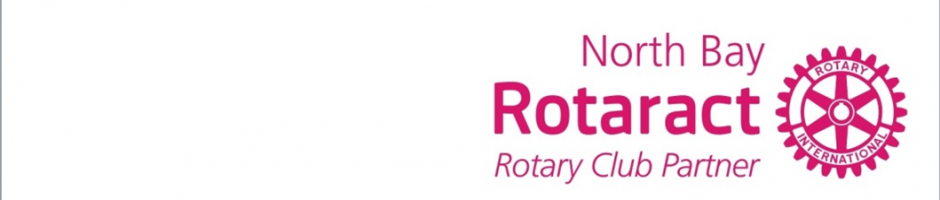 North Bay
Rotaract
Rotary Club Partner
ROTARY
INTERNATIONAL